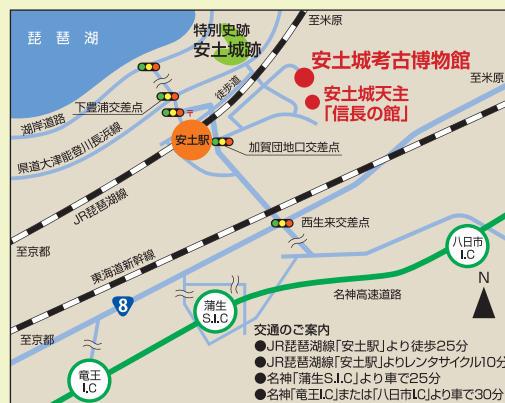 琵琶湖
特別史跡
安土城跡
至米原
安土城考古博物館
至米原
安土城天主
「信長の館」
徒歩道
下豊浦交差点
〒
湖岸道路
県道大津能登川長浜線
安土駅
加賀団地口交差点
JR琵琶湖線
西生来交差点
至京都
東海道新幹線
八日市
I.C
N
名神高速道路
8
蒲生
S.I.C
至京都
竜王
I.C
交通のご案内
●JR琵琶湖線「安土駅」より徒歩25分
●JR琵琶湖線「安土駅」よりレンタサイクル10分
●名神「蒲生S.I.C」より車で25分
●名神「竜王I.C」または「八日市I.C」より車で30分